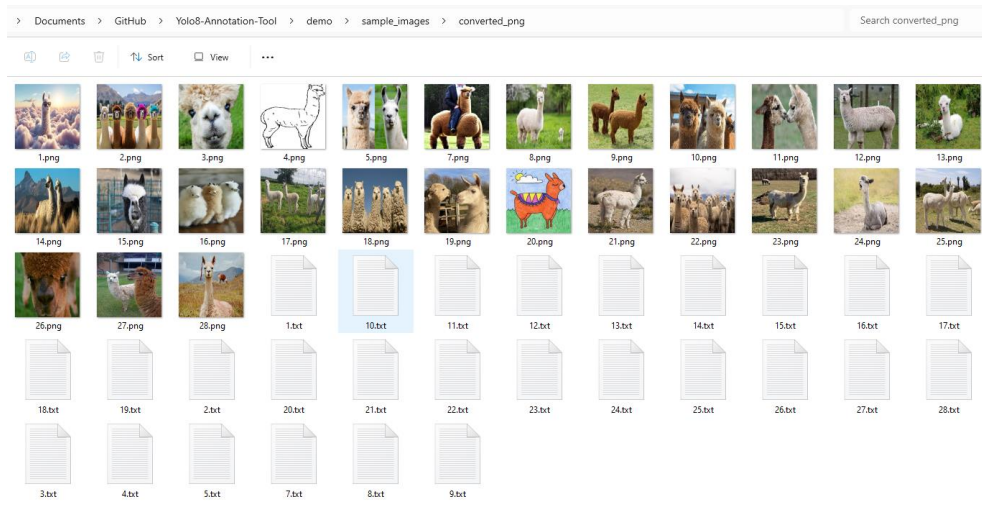 > Documents > GitHub > Yolo8-Annotation-Tool > demo > sample_images > converted_png Search converted_png
Sort View
1.png 2.png 3.png 4.png 5.png 7.png 8.png 9.png 10.png 11.png 12.png 13.png
14.png 15.png 16.png 17.png 18.png 19.png 20.png 21.png 22.png 23.png 24.png 25.png
26.png 27.png 28.png 1.txt 10.txt 11.txt 12.txt 13.txt 14.txt 15.txt 16.txt 17.txt
18.txt 19.txt 2.txt 20.txt 21.txt 22.txt 23.txt 24.txt 25.txt 26.txt 27.txt 28.txt
3.txt 4.txt 5.txt 7.txt 8.txt 9.txt